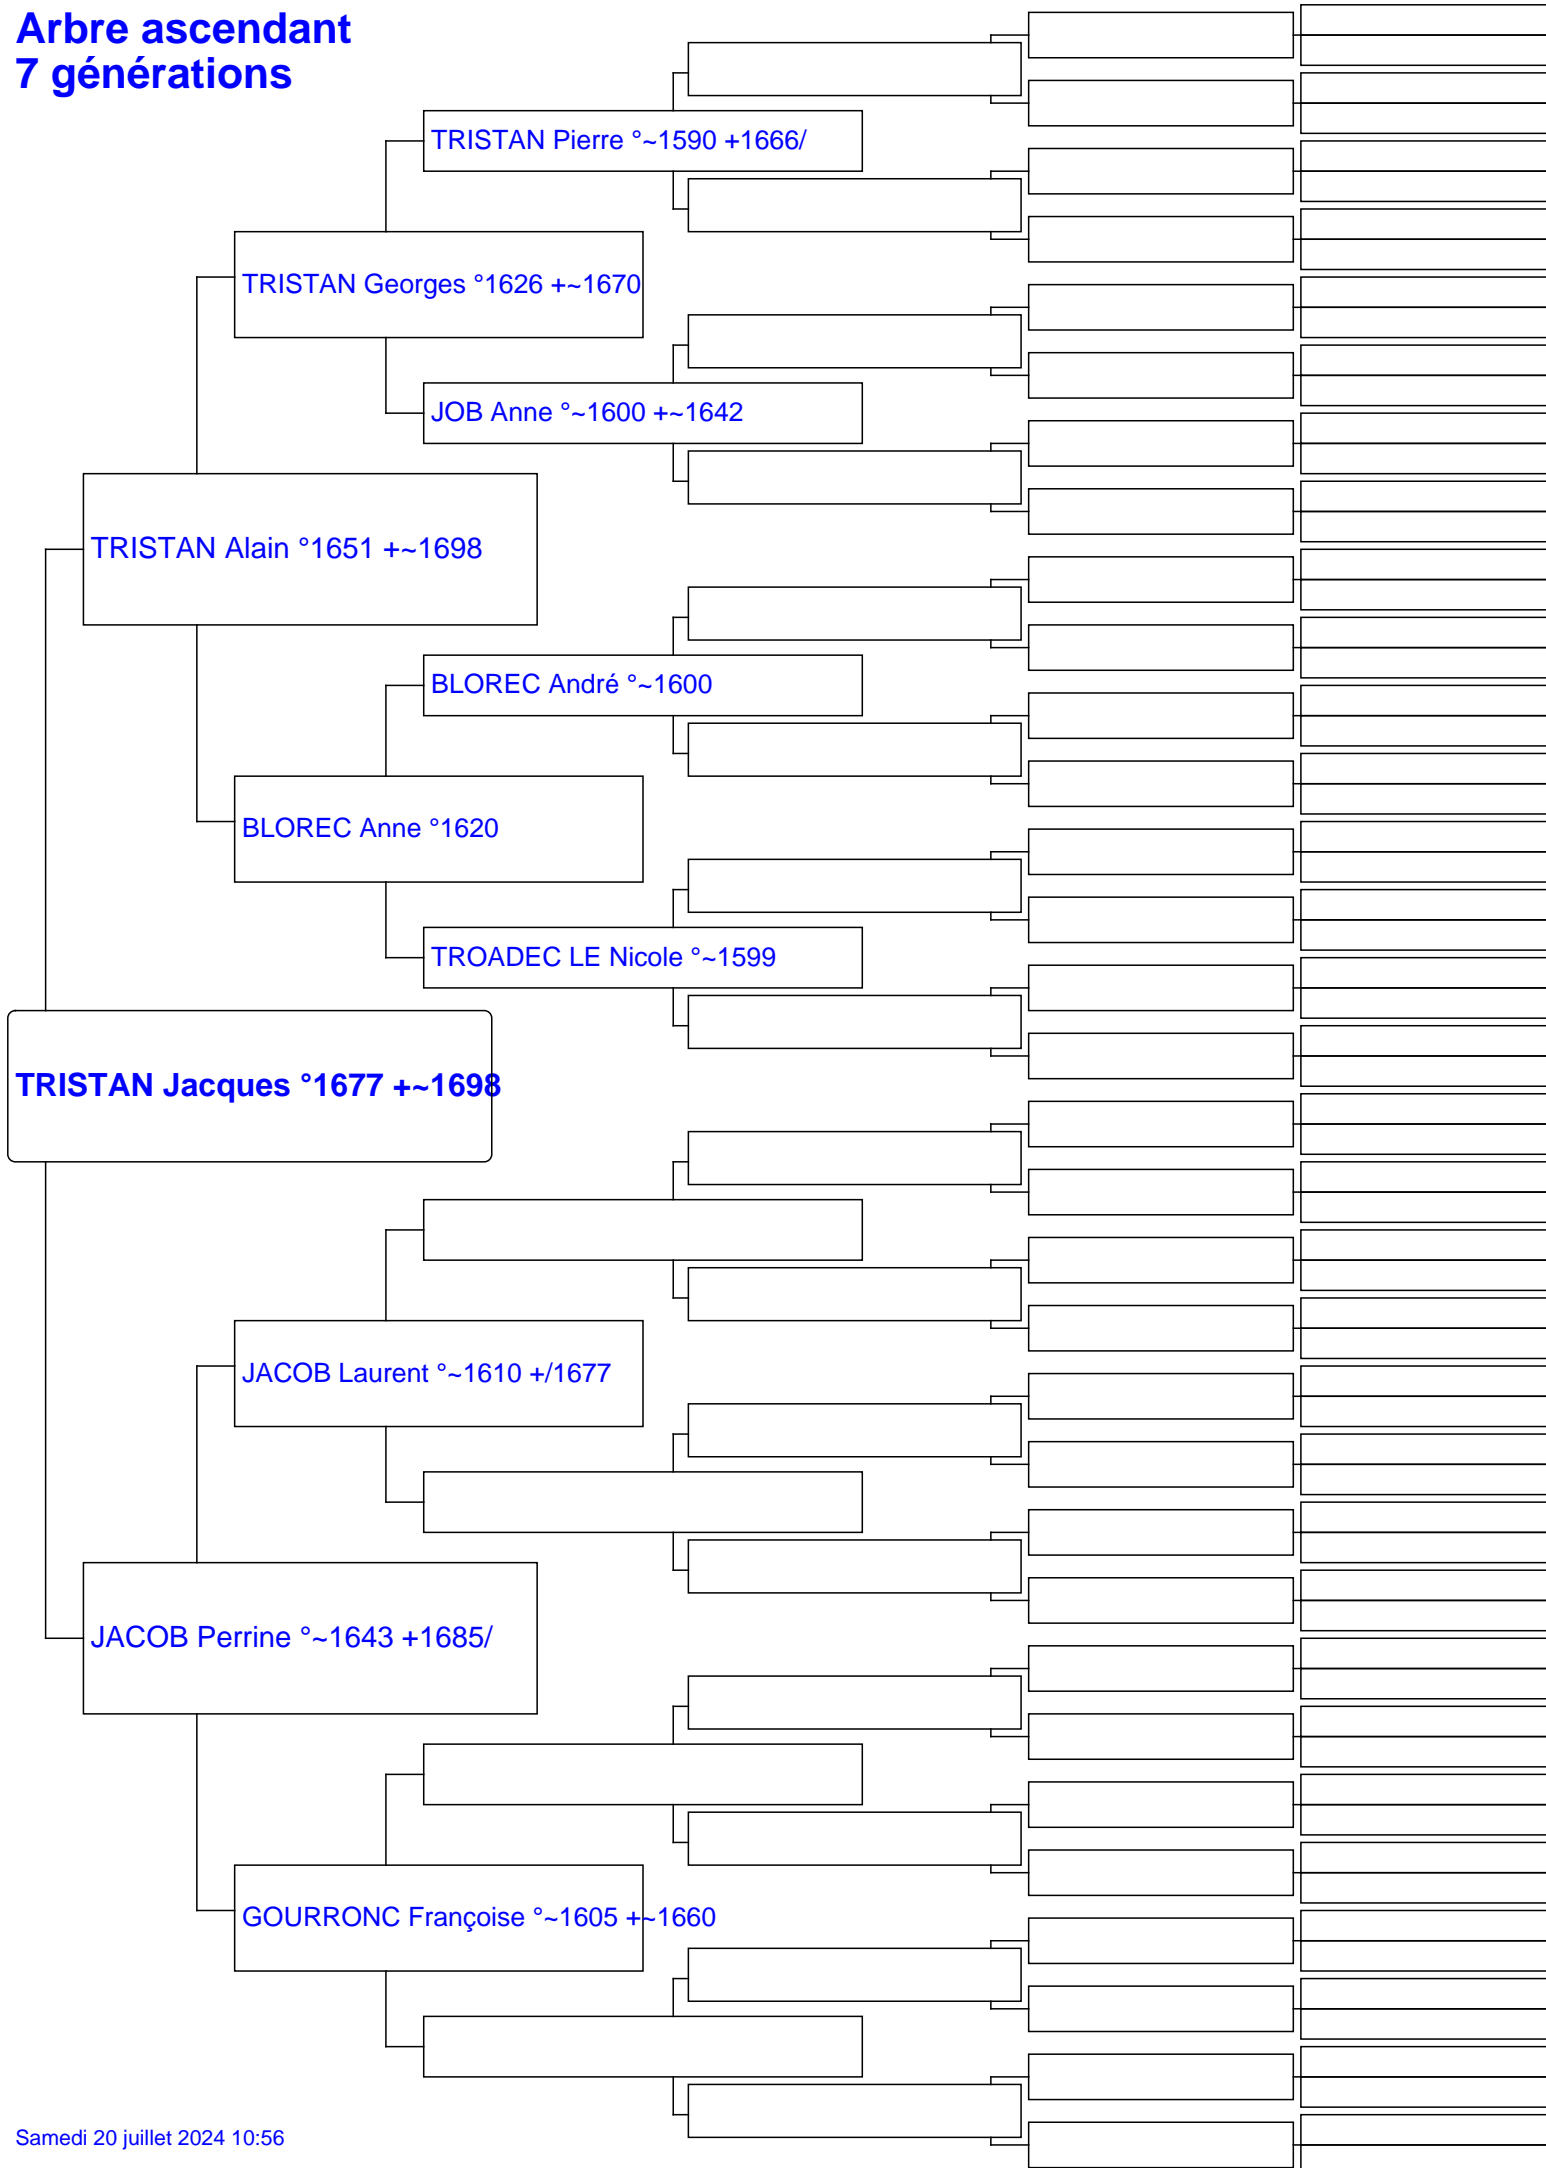 Arbre ascendant
7 générations
TRISTAN Pierre °~1590 +1666/
TRISTAN Georges °1626 +~1670
JOB Anne °~1600 +~1642
TRISTAN Alain °1651 +~1698
BLOREC André °~1600
BLOREC Anne °1620
TROADEC LE Nicole °~1599
TRISTAN Jacques °1677 +~1698
JACOB Laurent °~1610 +/1677
JACOB Perrine °~1643 +1685/
GOURRONC Françoise °~1605 +~1660
Samedi 20 juillet 2024 10:56